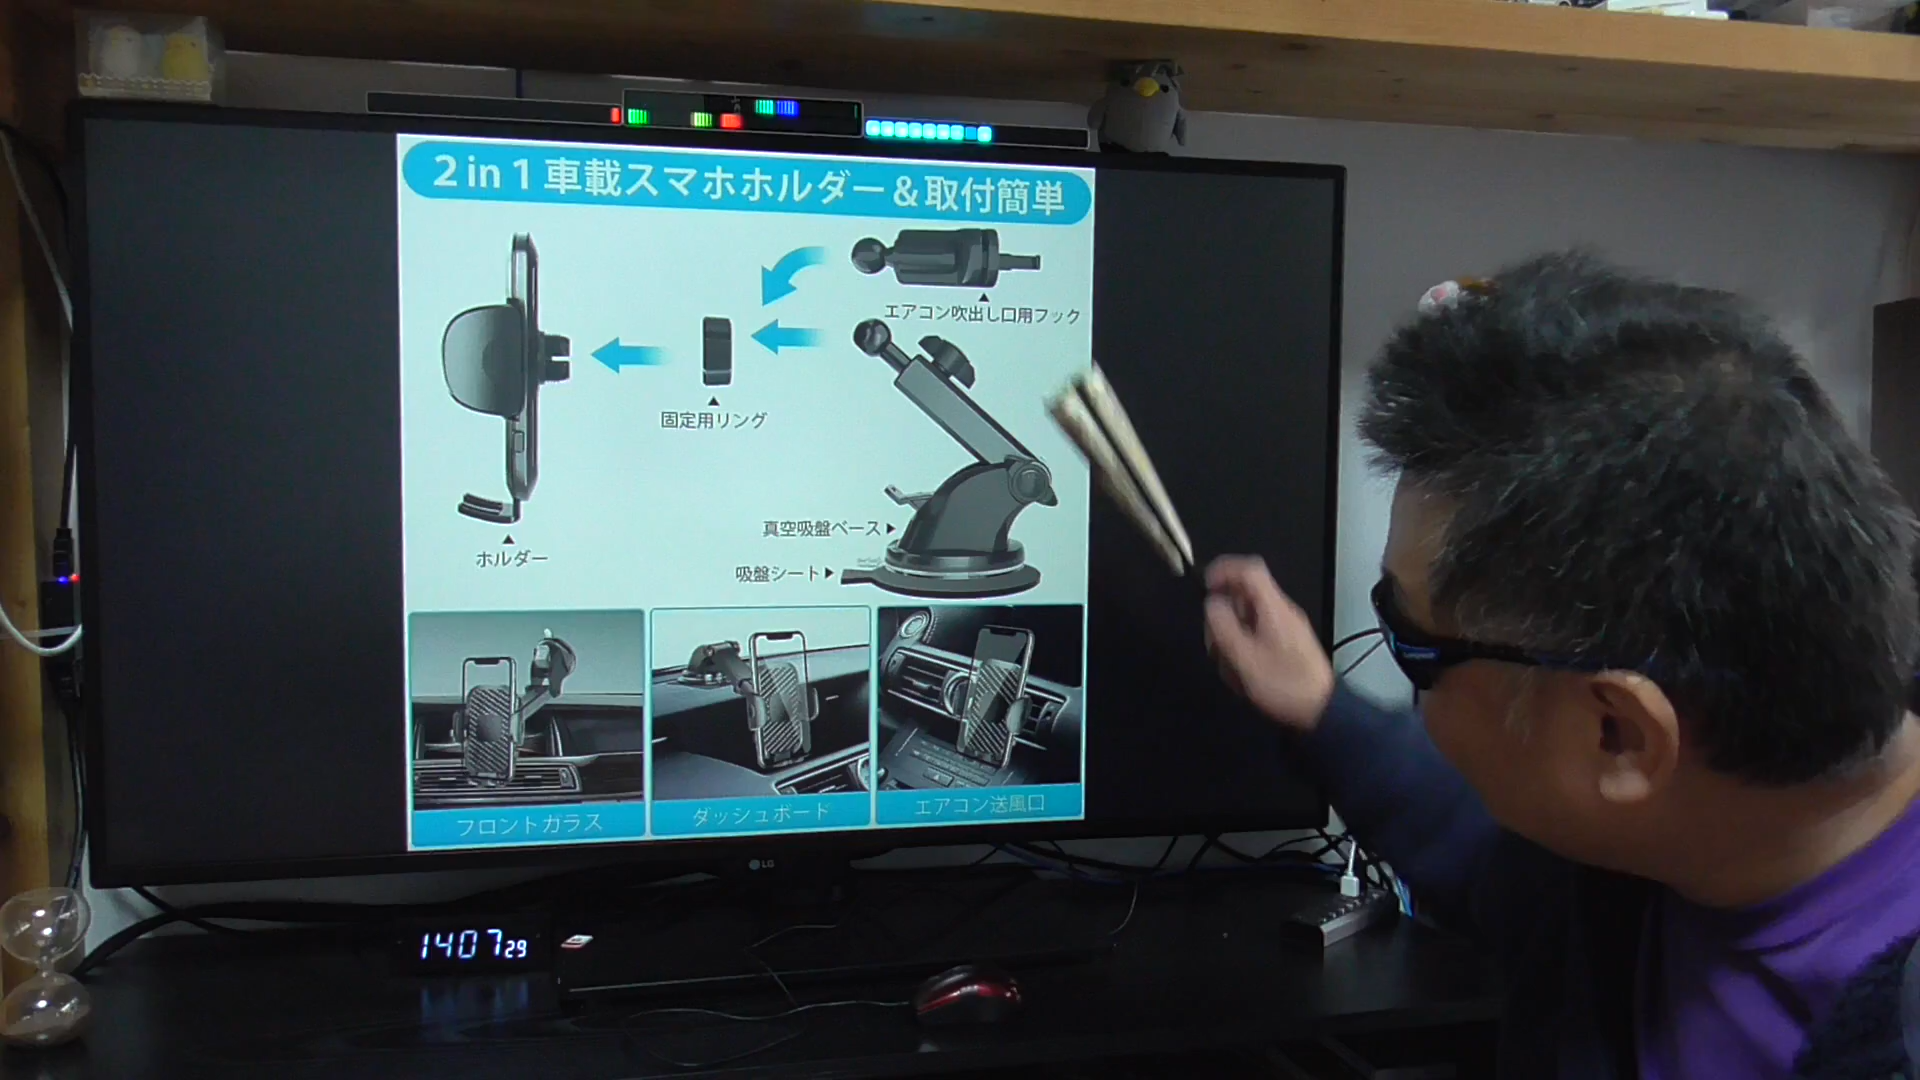 2 in 1 車載スマホホルダー＆取付簡単
エアコン吹出し口用フック
固定用リング
真空吸盤ベース
ホルダー
吸盤シート
フロントガラス
ダッシュボード
エアコン送風口
LG
1407 29